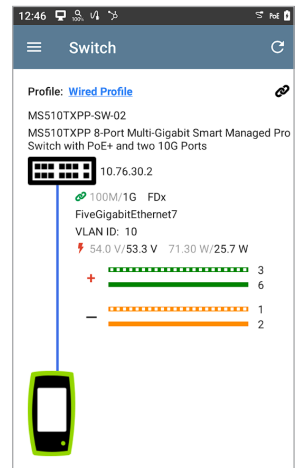 12:46 100% PoE
Switch
Profile: Wired Profile
MS510TXPP-SW-02
MS510TXPP 8-Port Multi-Gigabit Smart Managed Pro
Switch with PoE+ and two 10G Ports
10.76.30.2
100M/1G FDx
FiveGigabitEthernet7
VLAN ID: 10
54.0 V/53.3 V 71.30 W/25.7 W
+ 3
6
– 1
2